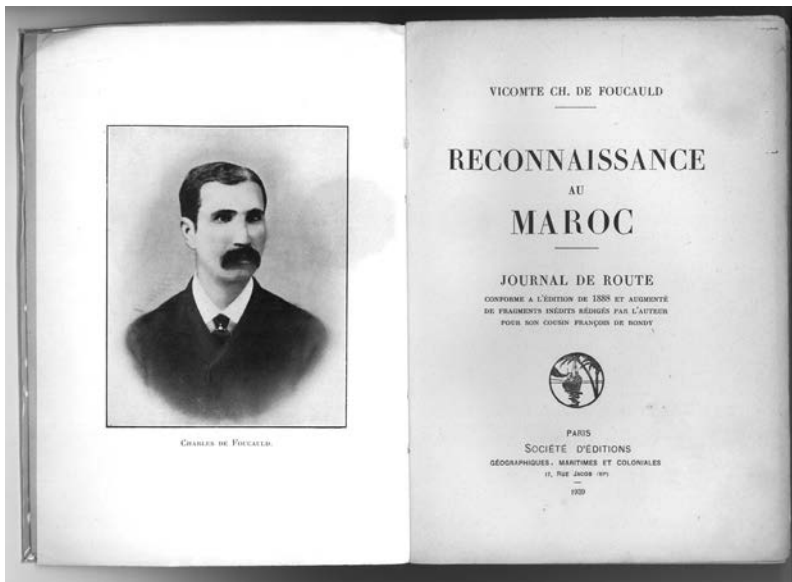 CHARLES DE FOUCAULD.
VICOMTE CH. DE FOUCAULD
RECONNAISSANCE
AU
MAROC
JOURNAL DE ROUTE
CONFORME A L'ÉDITION DE 1888 ET AUGMENTÉ
DE FRAGMENTS INÉDITS RÉDIGÉS PAR L'AUTEUR
POUR SON COUSIN FRANÇOIS DE BONDY
PARIS
SOCIÉTÉ D'ÉDITIONS
GÉOGRAPHIQUES, MARITIMES ET COLONIALES
17, RUE JACOB (VIᵉ)
1939